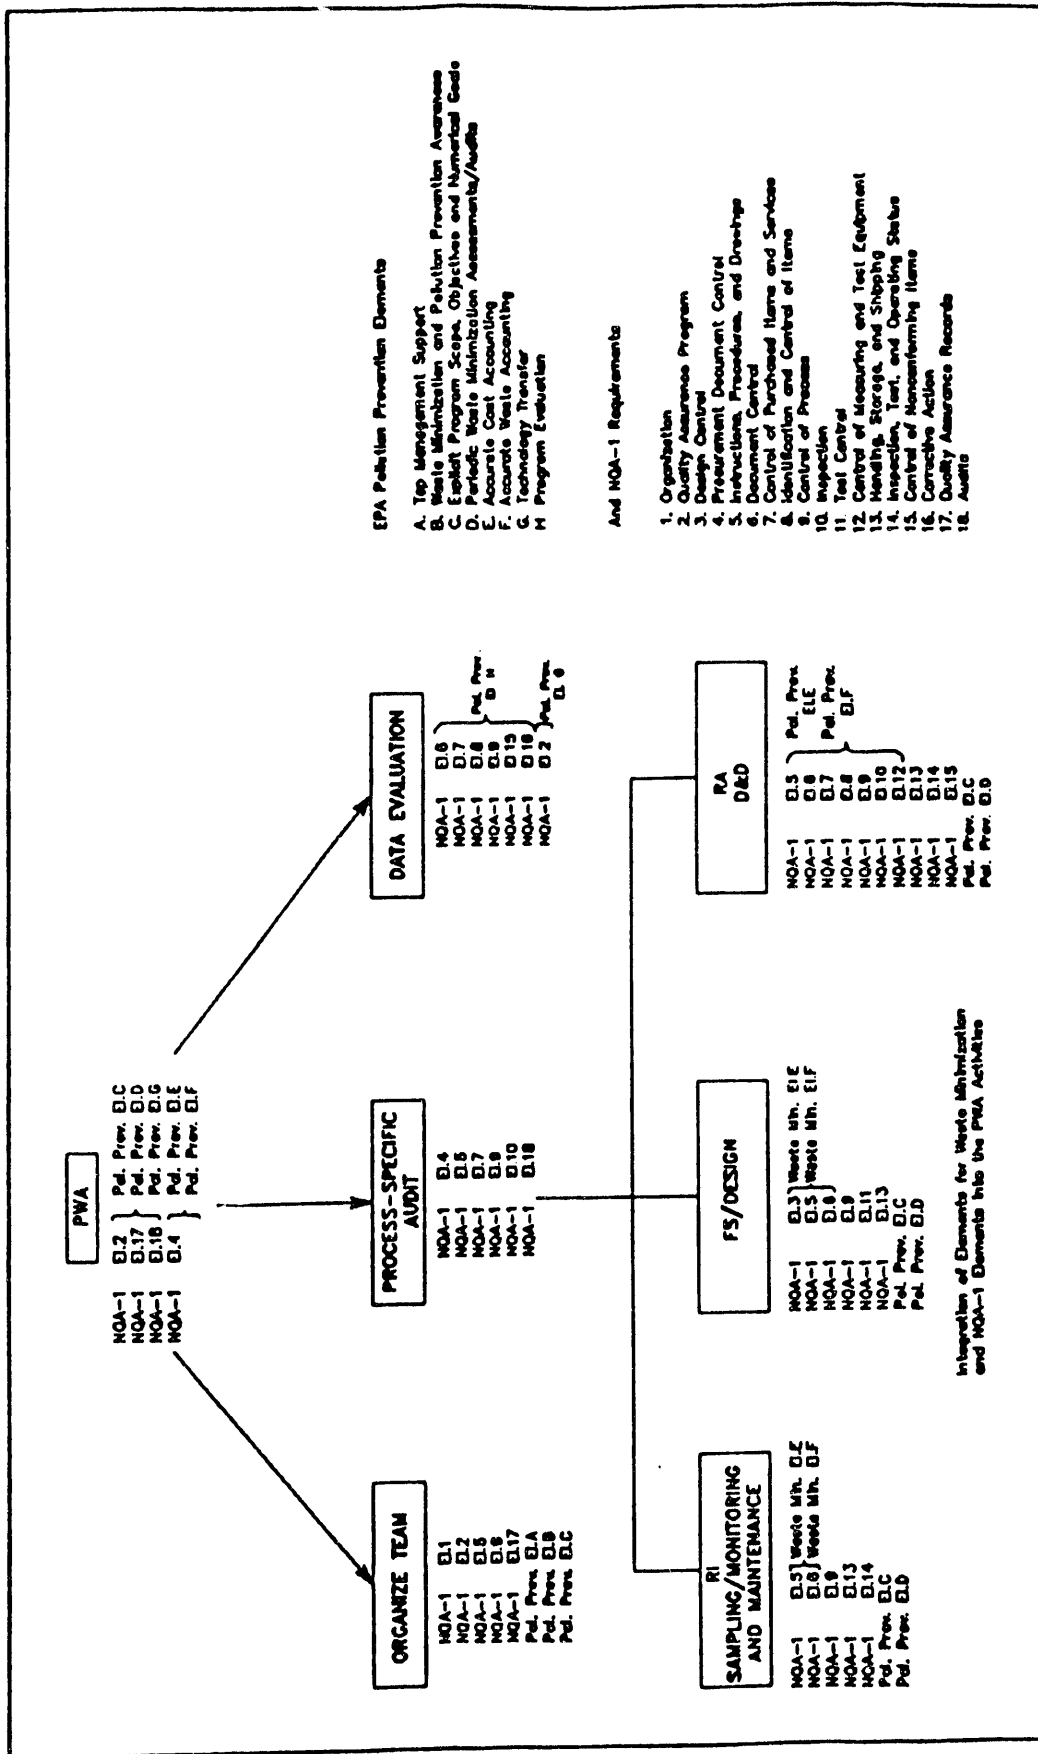 PWA
NQA-1 El.2 Pol. Prev. El.C
NQA-1 El.17 Pol. Prev. El.D
NQA-1 El.18 Pol. Prev. El.G
NQA-1 El.4 Pol. Prev. El.E
Pol. Prev. El.F
ORGANIZE TEAM
NQA-1 El.1
NQA-1 El.2
NQA-1 El.5
NQA-1 El.6
NQA-1 El.17
Pol. Prev. El.A
Pol. Prev. El.B
Pol. Prev. El.C
PROCESS-SPECIFIC
AUDIT
NQA-1 El.4
NQA-1 El.5
NQA-1 El.7
NQA-1 El.9
NQA-1 El.10
NQA-1 El.18
DATA EVALUATION
NQA-1 El.6
NQA-1 El.7
NQA-1 El.8
NQA-1 El.9
NQA-1 El 15
NQA-1 El 18
NQA-1 El 2
Pol. Prev.
El H
Pol. Prev.
El. G
RI
SAMPLING/MONITORING
AND MAINTENANCE
NQA-1 El.5 Waste Min. El.E
NQA-1 El.6 Waste Min. El.F
NQA-1 El.9
NQA-1 El.13
NQA-1 El.14
Pol. Prev. El.C
Pol. Prev. El.D
FS/DESIGN
NQA-1 El.3 Waste Min. El E
NQA-1 El.5 Waste Min. El.F
NQA-1 El.6
NQA-1 El.9
NQA-1 El.11
NQA-1 El.13
Pol. Prev. El.C
Pol. Prev. El.D
RA
D&D
NQA-1 El.5
NQA-1 El.6
NQA-1 El.7
NQA-1 El.8
NQA-1 El.9
NQA-1 El.10
NQA-1 El.12
NQA-1 El.13
NQA-1 El.14
NQA-1 El.15
Pol. Prev. El.C
Pol. Prev. El.D
Pol. Prev.
El.E
Pol. Prev.
El.F
Integration of Elements for Waste Minimization
and NQA-1 Elements into the PWA Activities
EPA Pollution Prevention Elements
A. Top Management Support
B. Waste Minimization and Pollution Prevention Awareness
C. Explicit Program Scope, Objectives and Numerical Goals
D. Periodic Waste Minimization Assessments/Audits
E. Accurate Cost Accounting
F. Accurate Waste Accounting
G. Technology Transfer
H Program Evaluation
And NQA-1 Requirements
1. Organization
2. Quality Assurance Program
3. Design Control
4. Procurement Document Control
5. Instructions, Procedures, and Drawings
6. Document Control
7. Control of Purchased Items and Services
8. Identification and Control of Items
9. Control of Process
10. Inspection
11. Test Control
12. Control of Measuring and Test Equipment
13. Handling, Storage, and Shipping
14. Inspection, Test, and Operating Status
15. Control of Nonconforming Items
16. Corrective Action
17. Quality Assurance Records
18. Audits